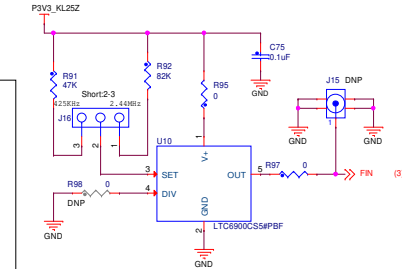 P3V3_KL25Z
R91
47K
R92
82K
R95
0
C75
0.1uF
GND
J15 DNP
1
GND
GND
Short:2-3
425KHz
2.44MHz
J16
3
2
1
U10
1
V+
3
SET
4
DIV
OUT
5
GND
2
LTC6900CS5#PBF
R97
0
FIN
(3
R98
0
DNP
GND
GND